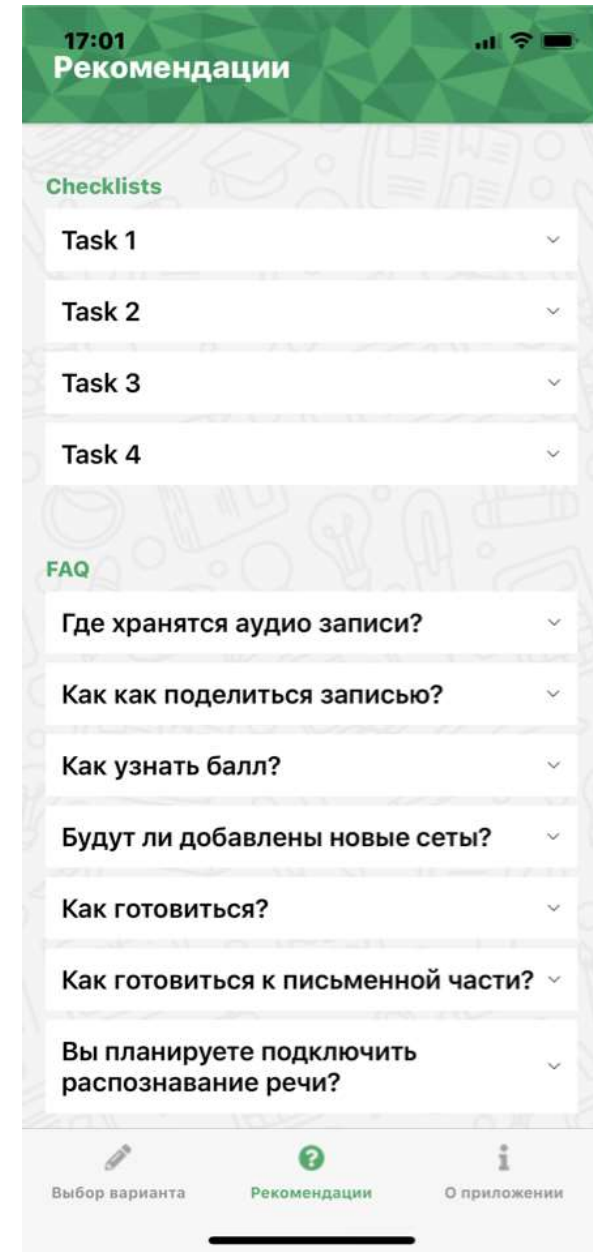 17:01
Рекомендации
Checklists
Task 1
Task 2
Task 3
Task 4
FAQ
Где хранятся аудио записи?
Как как поделиться записью?
Как узнать балл?
Будут ли добавлены новые сеты?
Как готовиться?
Как готовиться к письменной части?
Вы планируете подключить
распознавание речи?
Выбор варианта
Рекомендации
О приложении